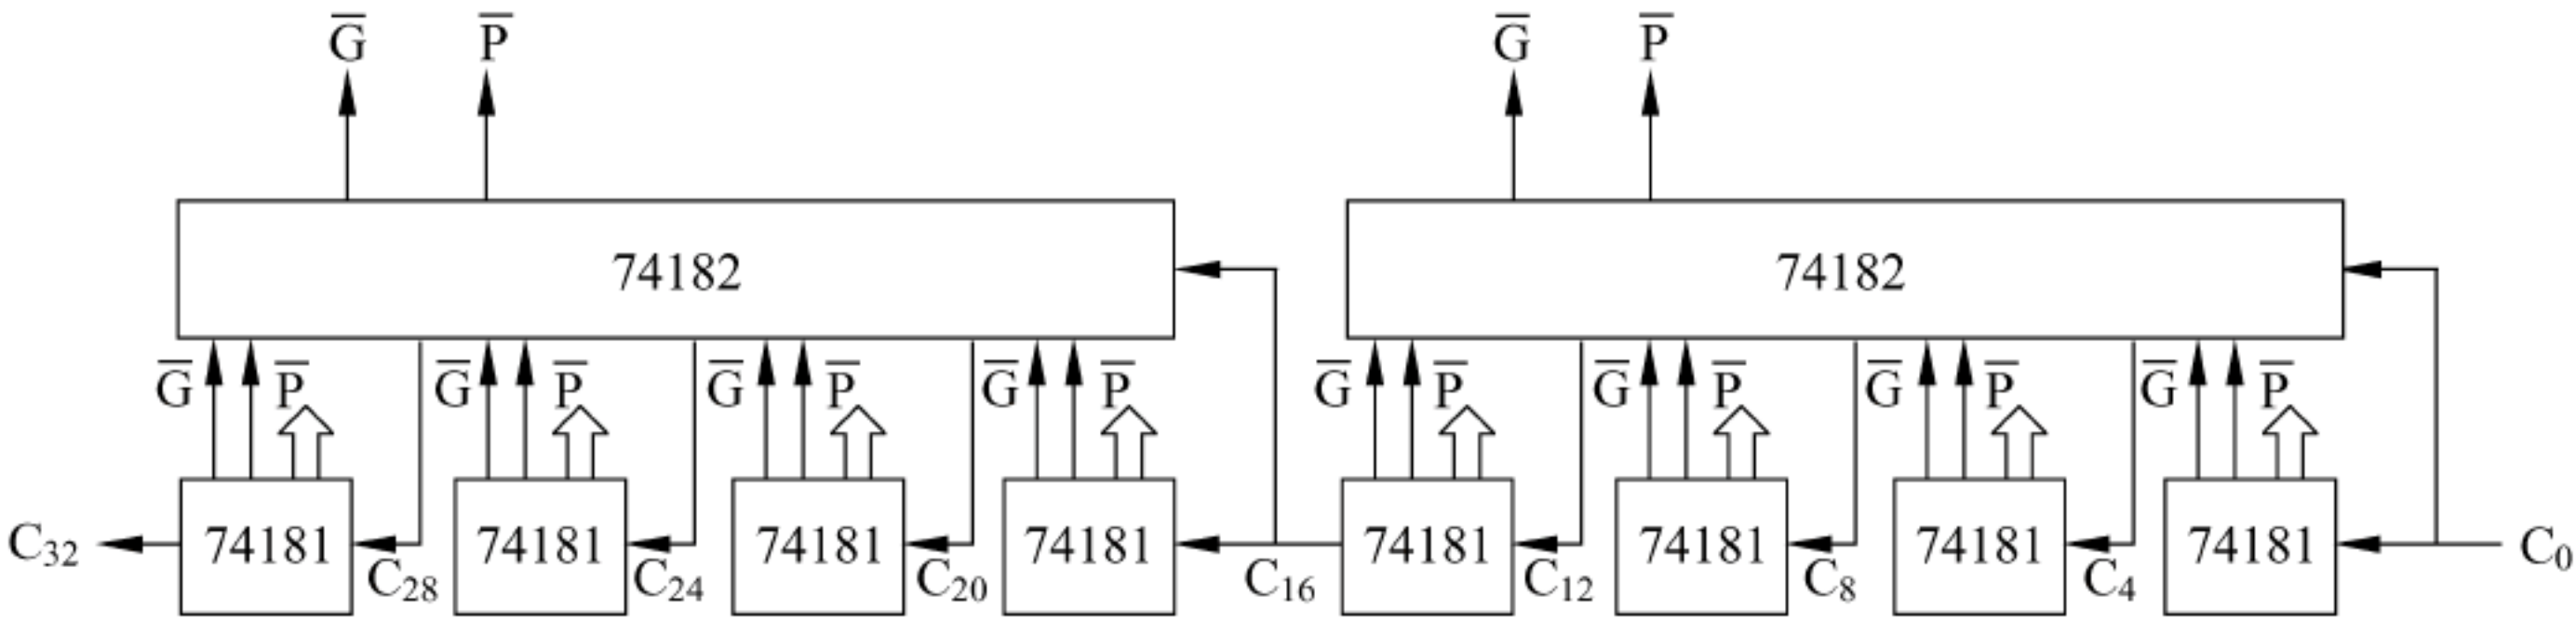 G̅ P̅ G̅ P̅
74182 74182
G̅ P̅ G̅ P̅ G̅ P̅ G̅ P̅ G̅ P̅ G̅ P̅ G̅ P̅ G̅ P̅
C₃₂ 74181 C₂₈ 74181 C₂₄ 74181 C₂₀ 74181 C₁₆ 74181 C₁₂ 74181 C₈ 74181 C₄ 74181 C₀